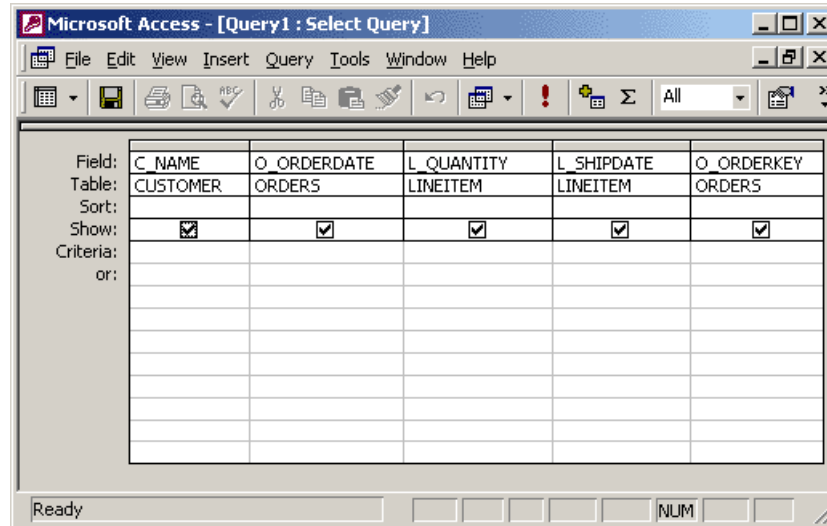 Microsoft Access - [Query1 : Select Query]
File Edit View Insert Query Tools Window Help
ABC All
Field: C_NAME O_ORDERDATE L_QUANTITY L_SHIPDATE O_ORDERKEY
Table: CUSTOMER ORDERS LINEITEM LINEITEM ORDERS
Sort:
Show:
Criteria:
or:
Ready NUM